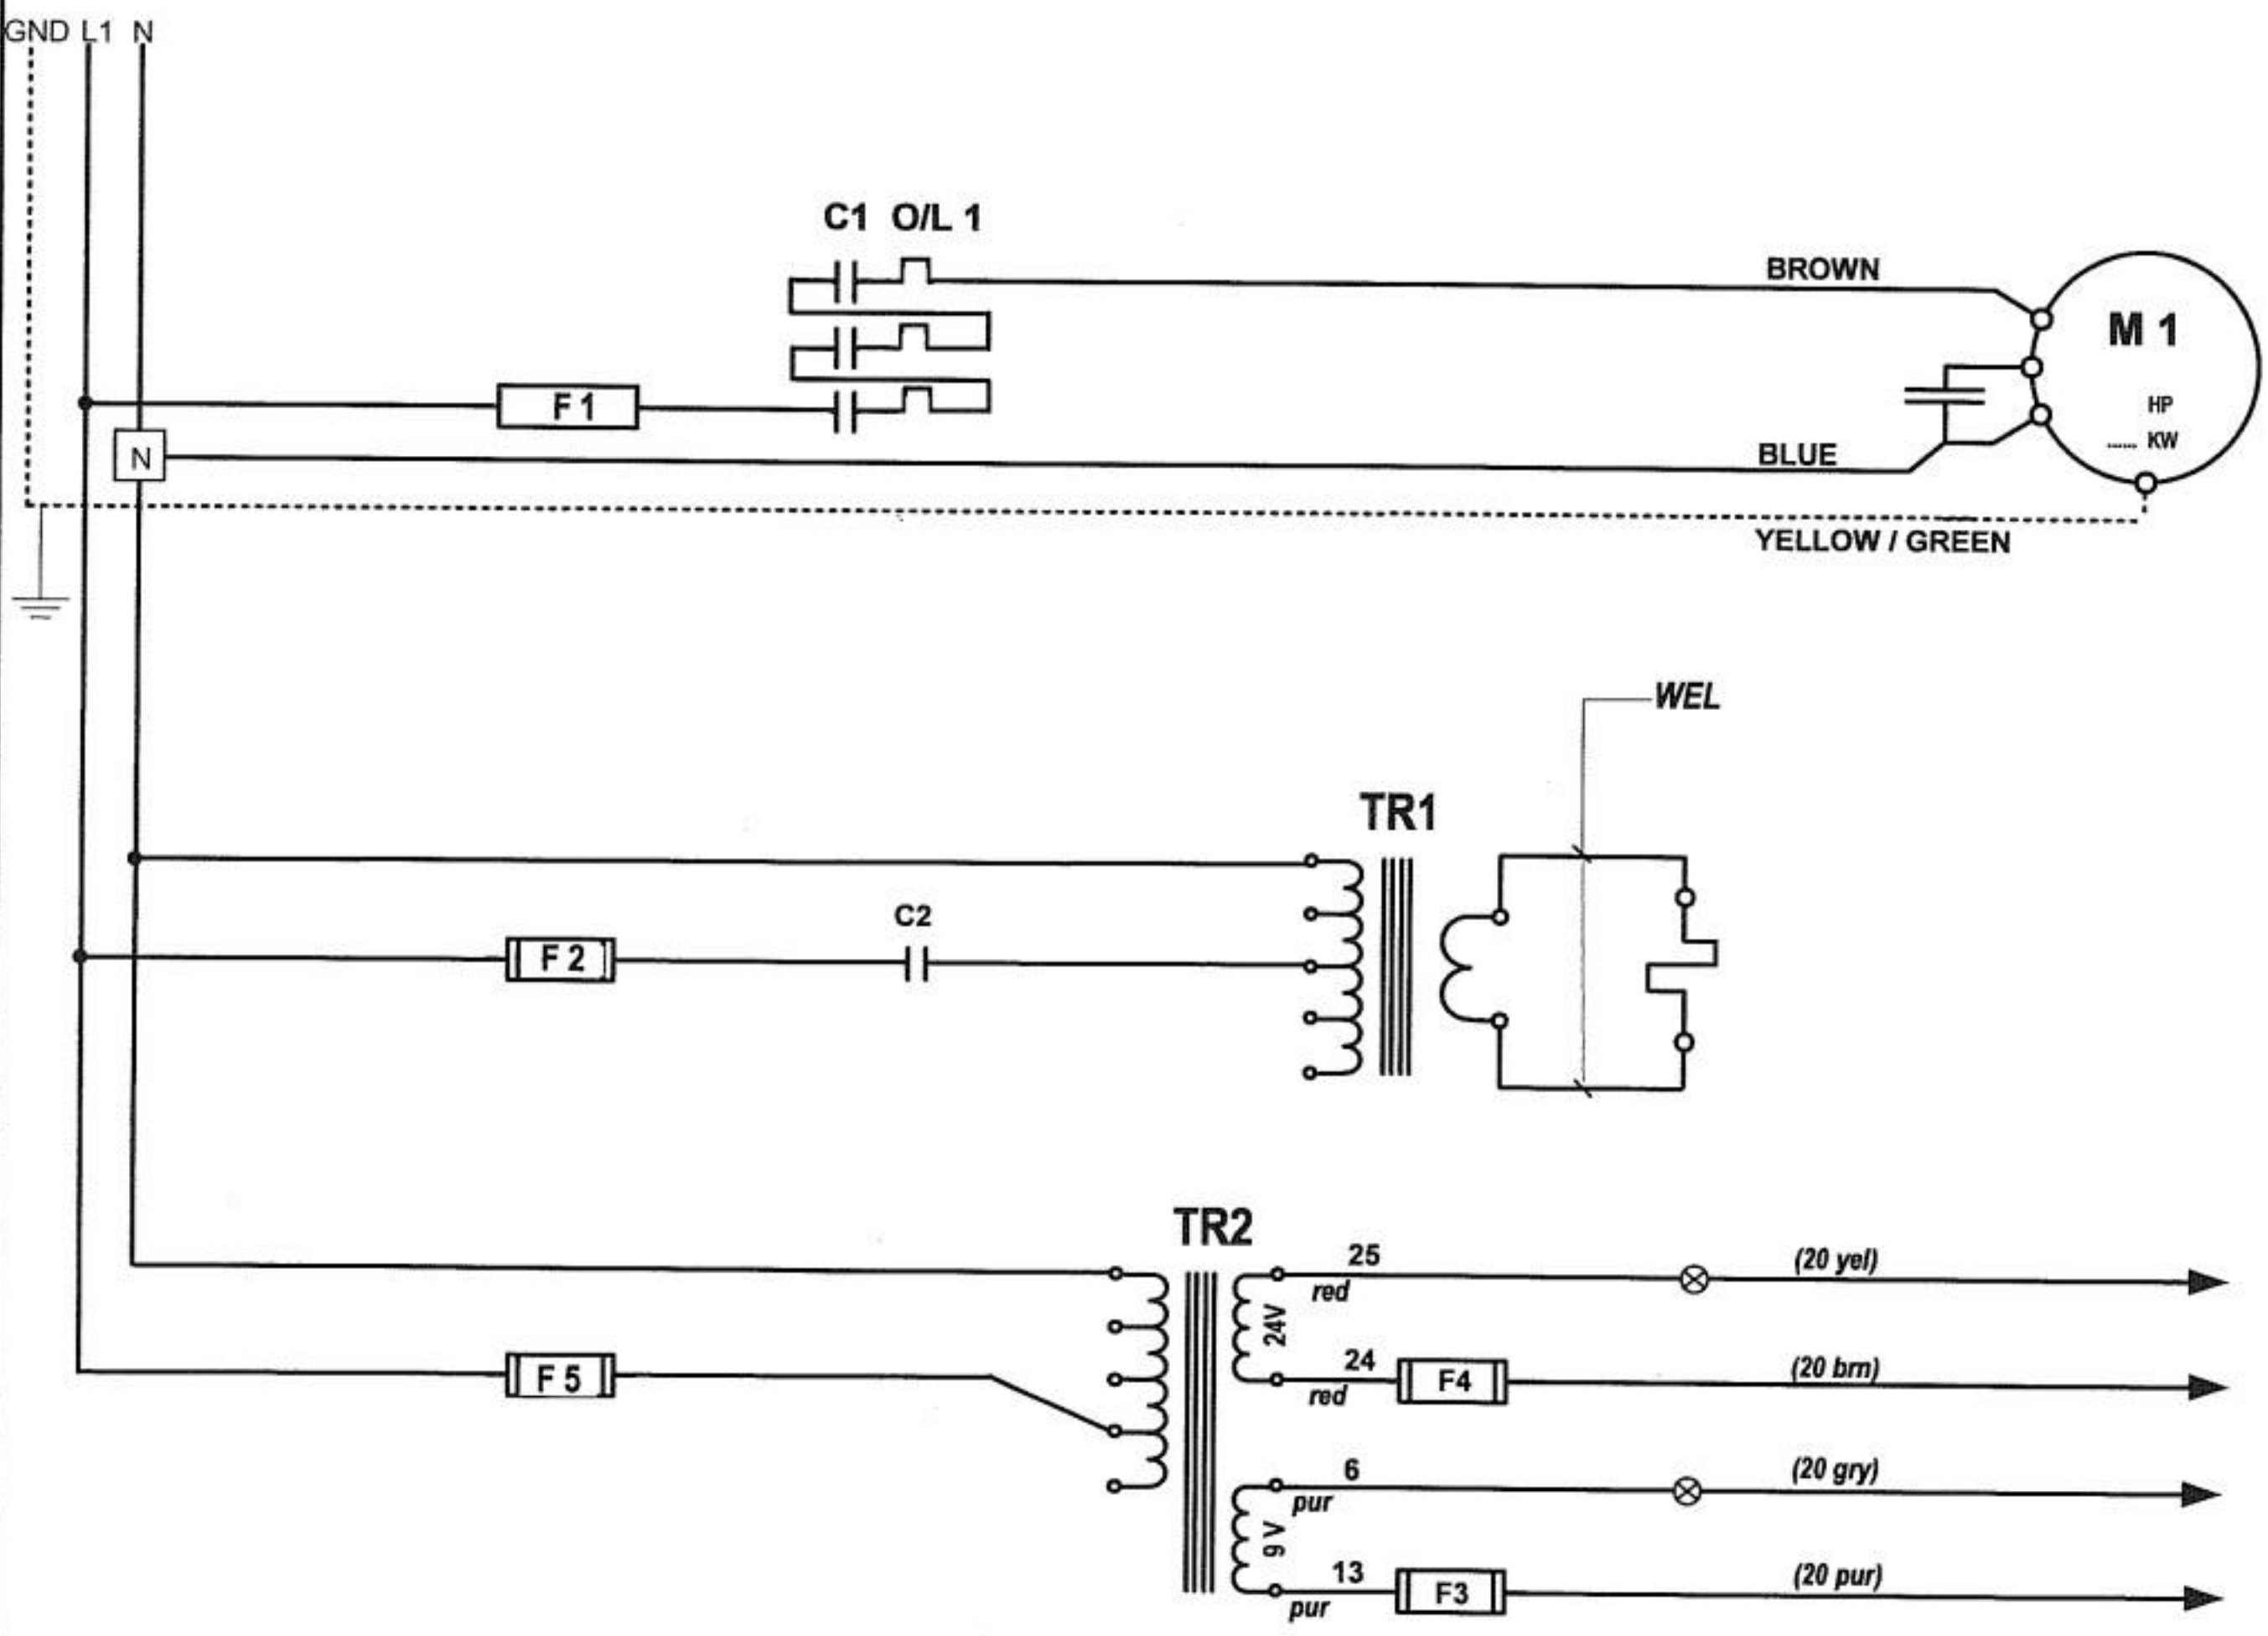 GND L1 N
C1 O/L 1
BROWN
M 1
HP
...... KW
F 1
N
BLUE
YELLOW / GREEN
WEL
TR1
C2
F 2
TR2
25
(20 yel)
red
24V
24
(20 brn)
red
F4
F 5
6
(20 gry)
pur
9 V
13
(20 pur)
pur
F3